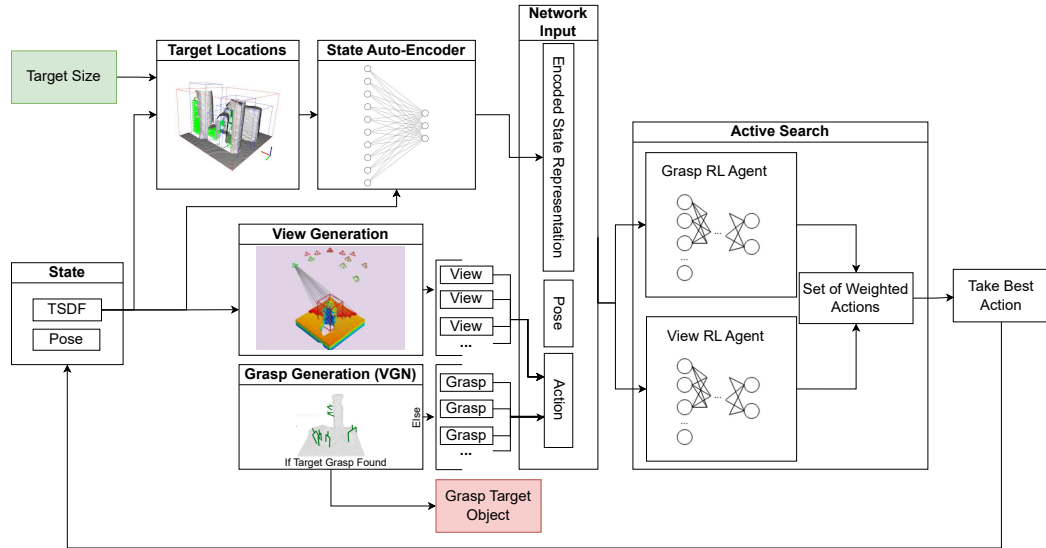 Network
Input
Target Size
Target Locations
State Auto-Encoder
Encoded State Representation
Active Search
Grasp RL Agent
...
...
View Generation
State
TSDF
Pose
View
View
View
...
Pose
Set of Weighted
Actions
Take Best
Action
View RL Agent
...
...
Grasp Generation (VGN)
Else
If Target Grasp Found
Grasp
Grasp
Grasp
...
Action
Grasp Target
Object